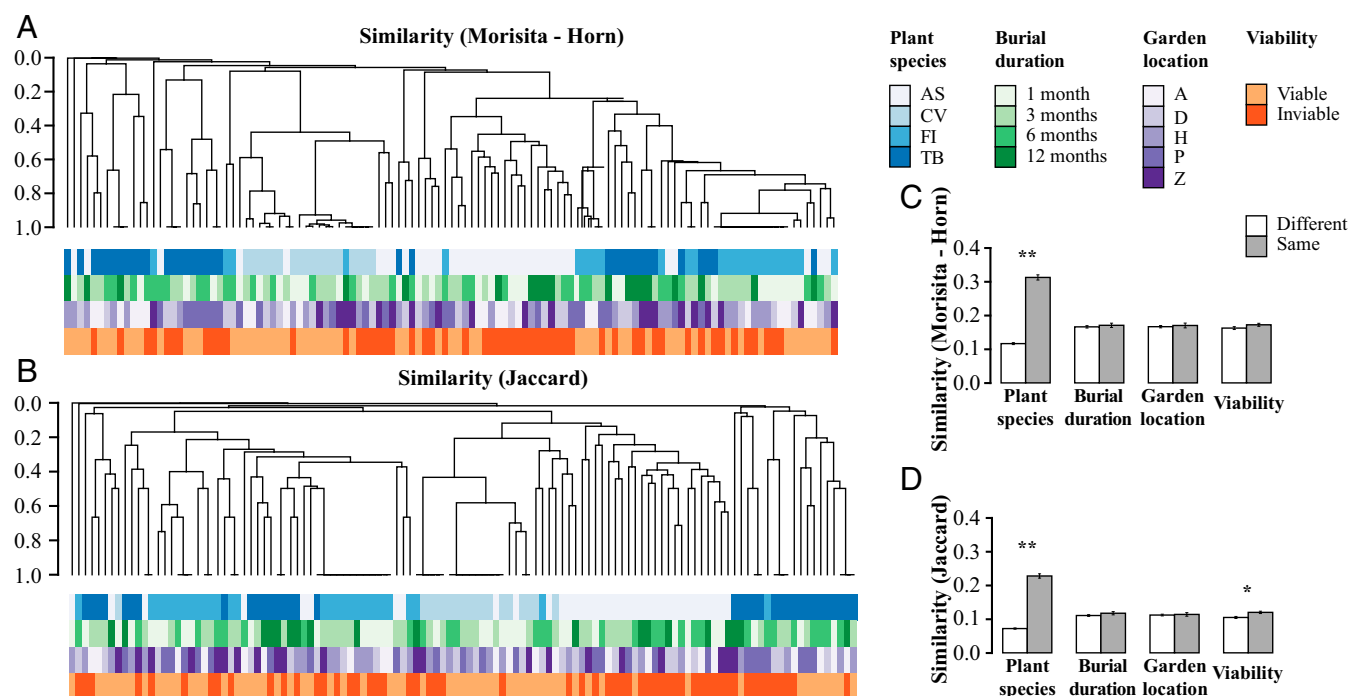 A
Similarity (Morisita - Horn)
0.0
0.2
0.4
0.6
0.8
1.0
B
Similarity (Jaccard)
0.0
0.2
0.4
0.6
0.8
1.0
Plant
species
AS
CV
FI
TB
Burial
duration
1 month
3 months
6 months
12 months
Garden
location
A
D
H
P
Z
Viability
Viable
Inviable
Different
Same
C
Similarity (Morisita - Horn)
0.4
0.3
0.2
0.1
0.0
**
Plant
species
Burial
duration
Garden
location
Viability
D
Similarity (Jaccard)
0.4
0.3
0.2
0.1
0.0
**
*
Plant
species
Burial
duration
Garden
location
Viability